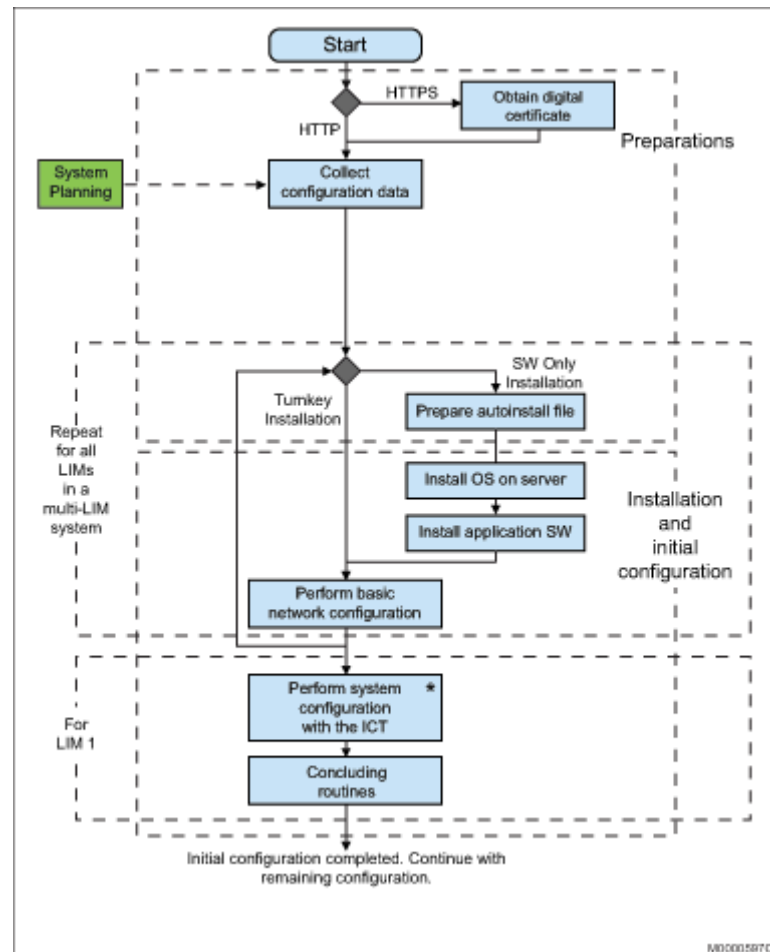 Start
HTTPS
Obtain digital
certificate
HTTP
Preparations
System
Planning
Collect
configuration data
SW Only
Installation
Turnkey
Installation
Prepare autoinstall file
Repeat
for all
LIMs
in a
multi-LIM
system
Install OS on server
Installation
and
initial
configuration
Install application SW
Perform basic
network configuration
Perform system *
configuration
with the ICT
For
LIM 1
Concluding
routines
Initial configuration completed. Continue with
remaining configuration.
M00005970